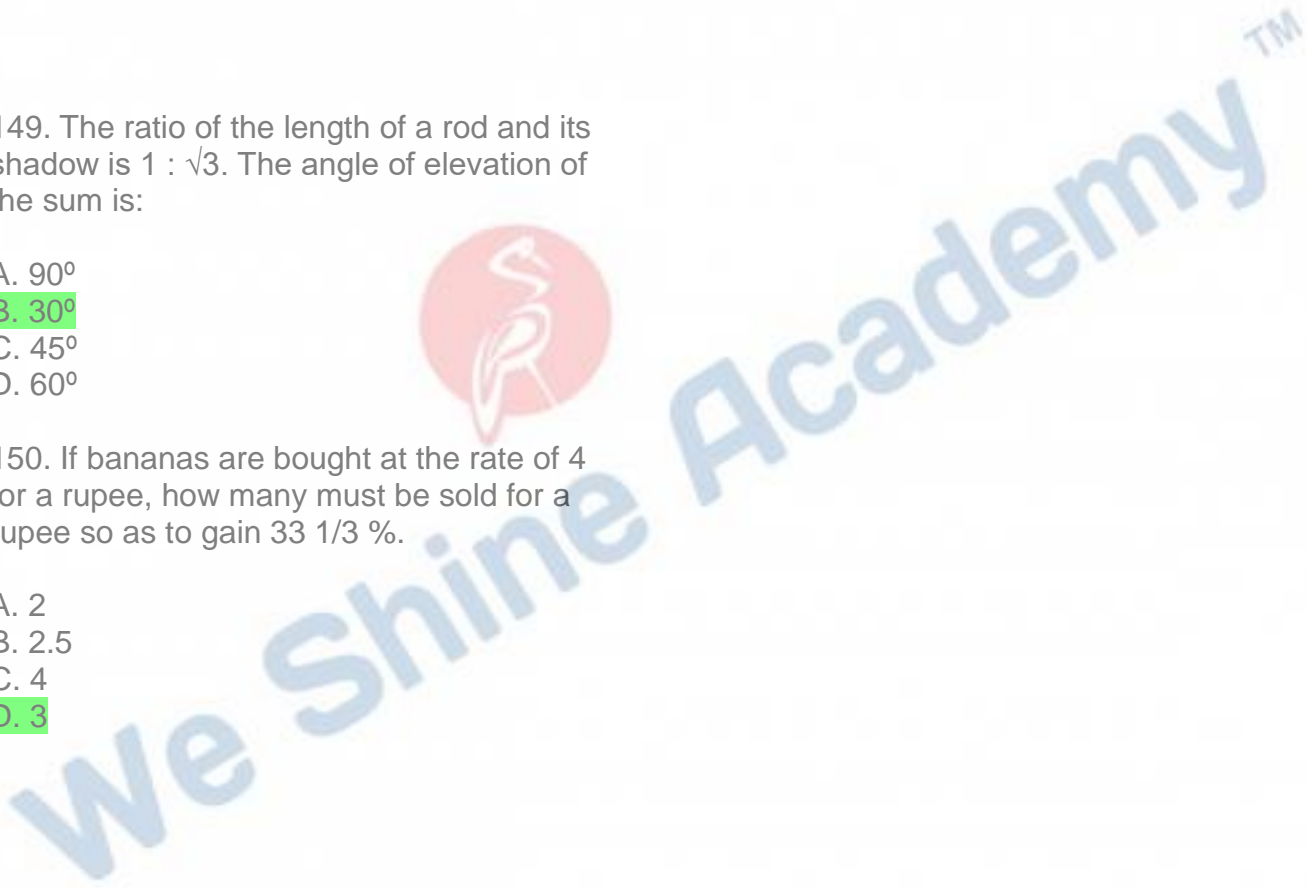 149. The ratio of the length of a rod and its
shadow is 1 : √3. The angle of elevation of
the sum is:
A. 90º
B. 30º
C. 45º
D. 60º
150. If bananas are bought at the rate of 4
for a rupee, how many must be sold for a
rupee so as to gain 33 1/3 %.
A. 2
B. 2.5
C. 4
D. 3
We Shine Academy TM